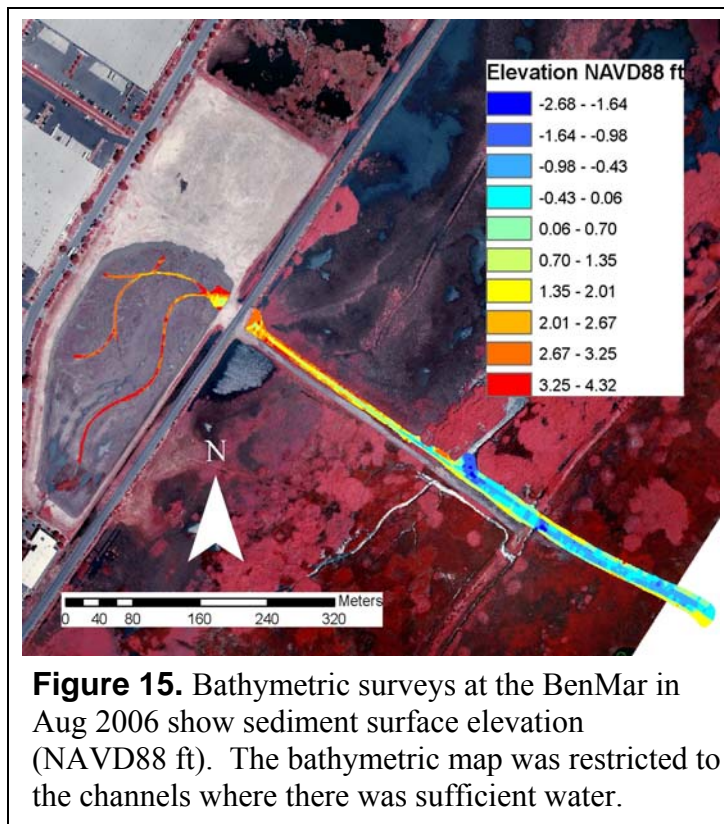 Elevation NAVD88 ft
-2.68 - -1.64
-1.64 - -0.98
-0.98 - -0.43
-0.43 - 0.06
0.06 - 0.70
0.70 - 1.35
1.35 - 2.01
2.01 - 2.67
2.67 - 3.25
3.25 - 4.32
N
Meters
0 40 80 160 240 320
Figure 15. Bathymetric surveys at the BenMar in
Aug 2006 show sediment surface elevation
(NAVD88 ft). The bathymetric map was restricted to
the channels where there was sufficient water.